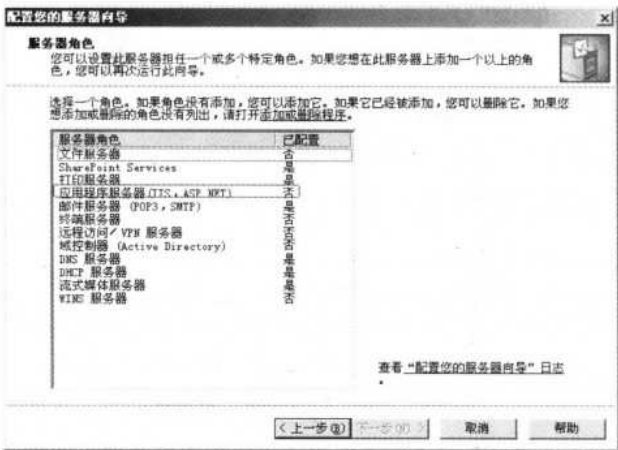 配置您的服务器向导
服务器角色
您可以设置此服务器担任一个或多个特定角色。如果您想在此服务器上添加一个以上的角
色，您可以再次运行此向导。
选择一个角色。如果角色没有添加，您可以添加它。如果它已经被添加，您可以删除它。如果您
想添加或删除的角色没有列出，请打开添加或删除程序。
服务器角色 已配置
文件服务器 否
SharePoint Services 是
打印服务器 是
应用程序服务器(IIS，ASP.NET) 否
邮件服务器 (POP3，SMTP) 是
终端服务器 否
远程访问/VPN 服务器 否
域控制器 (Active Directory) 否
DNS 服务器 是
DHCP 服务器 是
流式媒体服务器 是
WINS 服务器 否
查看“配置您的服务器向导”日志
。
<上一步(B) 下一步(N)> 取消 帮助